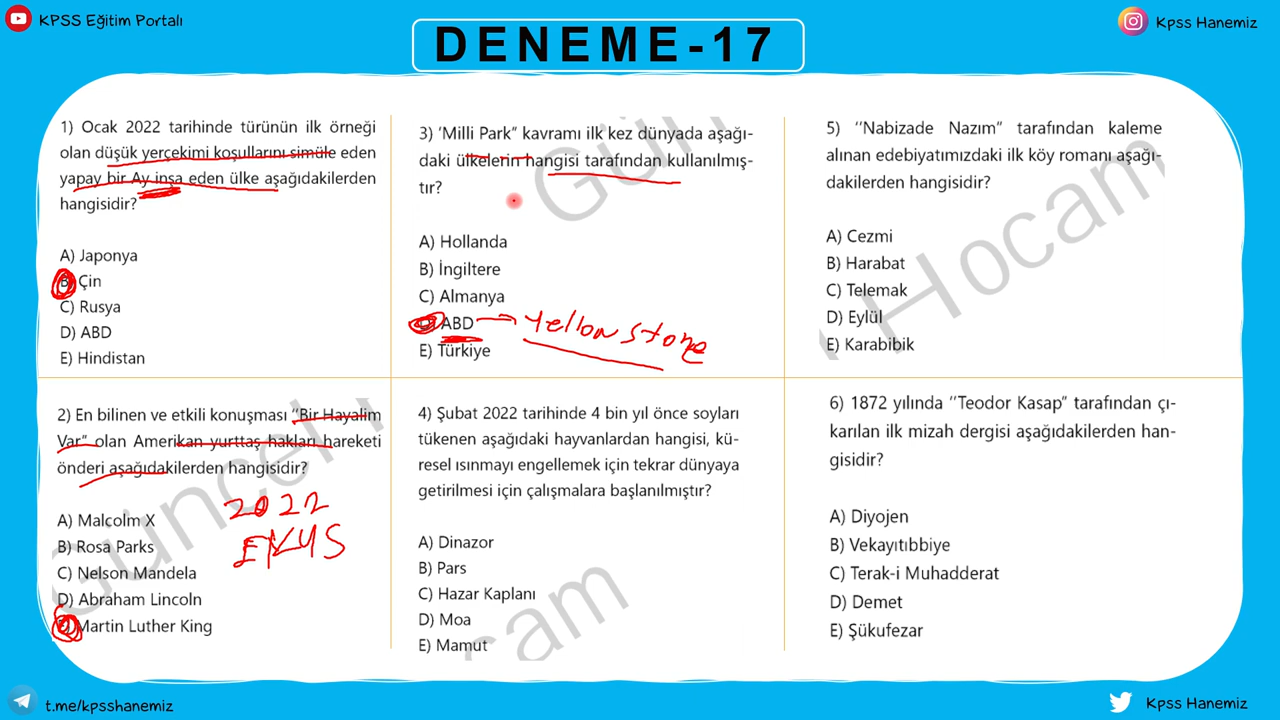 KPSS Eğitim Portalı
DENEME-17
Kpss Hanemiz
1) Ocak 2022 tarihinde türünün ilk örneği
olan düşük yerçekimi koşullarını simüle eden
yapay bir Ay inşa eden ülke aşağıdakilerden
hangisidir?
A) Japonya
B) Çin
C) Rusya
D) ABD
E) Hindistan
2) En bilinen ve etkili konuşması "Bir Hayalim
Var" olan Amerikan yurttaş hakları hareketi
önderi aşağıdakilerden hangisidir?
2022
EKYS
A) Malcolm X
B) Rosa Parks
C) Nelson Mandela
D) Abraham Lincoln
E) Martin Luther King
3) 'Milli Park" kavramı ilk kez dünyada aşağı-
daki ülkelerin hangisi tarafından kullanılmış-
tır?
A) Hollanda
B) İngiltere
C) Almanya
D) ABD Yellowstone
E) Türkiye
4) Şubat 2022 tarihinde 4 bin yıl önce soyları
tükenen aşağıdaki hayvanlardan hangisi, kü-
resel ısınmayı engellemek için tekrar dünyaya
getirilmesi için çalışmalara başlanılmıştır?
A) Dinazor
B) Pars
C) Hazar Kaplanı
D) Moa
E) Mamut
5) ''Nabizade Nazım" tarafından kaleme
alınan edebiyatımızdaki ilk köy romanı aşağı-
dakilerden hangisidir?
A) Cezmi
B) Harabat
C) Telemak
D) Eylül
E) Karabibik
6) 1872 yılında ''Teodor Kasap" tarafından çı-
karılan ilk mizah dergisi aşağıdakilerden han-
gisidir?
A) Diyojen
B) Vekayıtıbbiye
C) Terak-i Muhadderat
D) Demet
E) Şükufezar
t.me/kpsshanemiz
Kpss Hanemiz